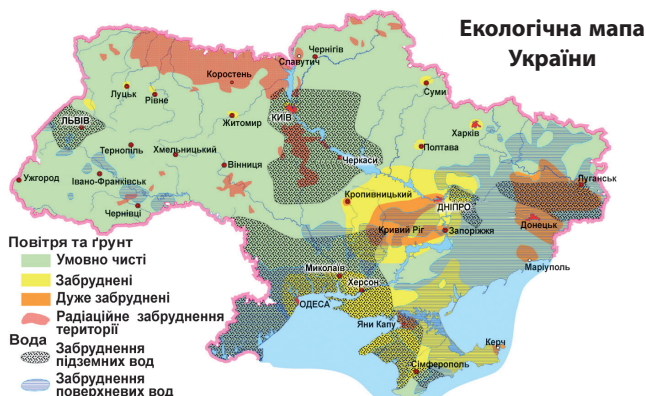 Екологічна мапа
України
Славутич
Чернігів
Коростень
Луцьк
Рівне
Суми
ЛЬВІВ
Житомир
КИЇВ
Харків
Тернопіль
Хмельницький
Полтава
Вінниця
Черкаси
Ужгород
Івано-Франківськ
Луганськ
Кропивницький
Чернівці
ДНІПРО
Кривий Ріг
Запоріжжя
Донецьк
Маріуполь
Миколаїв
Херсон
ОДЕСА
Яни Капу
Керч
Сімферополь
Повітря та ґрунт
Умовно чисті
Забруднені
Дуже забруднені
Радіаційне забруднення
території
Вода
Забруднення
підземних вод
Забруднення
поверхневих вод